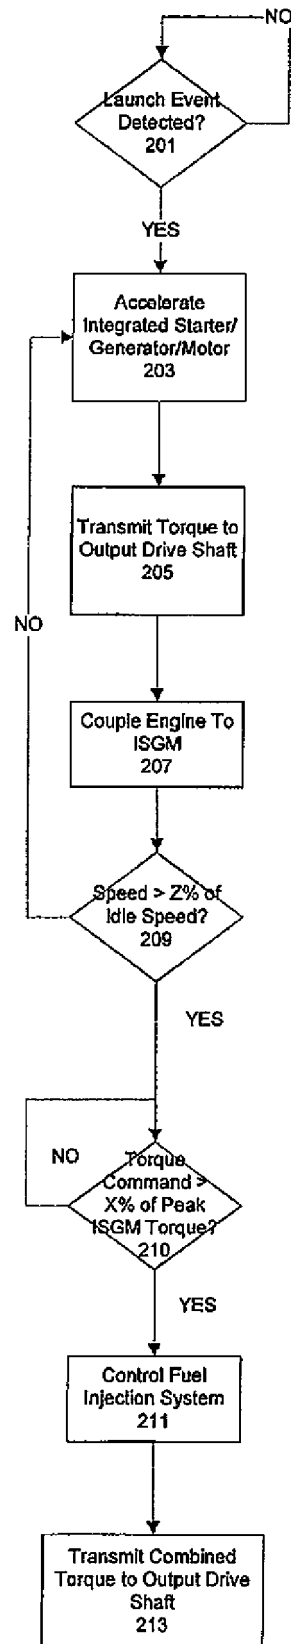 NO
Launch Event
Detected?
201
YES
Accelerate
Integrated Starter/
Generator/Motor
203
Transmit Torque to
Output Drive Shaft
205
NO
Couple Engine To
ISGM
207
Speed > Z% of
Idle Speed?
209
YES
NO
Torque
Command >
X% of Peak
ISGM Torque?
210
YES
Control Fuel
Injection System
211
Transmit Combined
Torque to Output Drive
Shaft
213